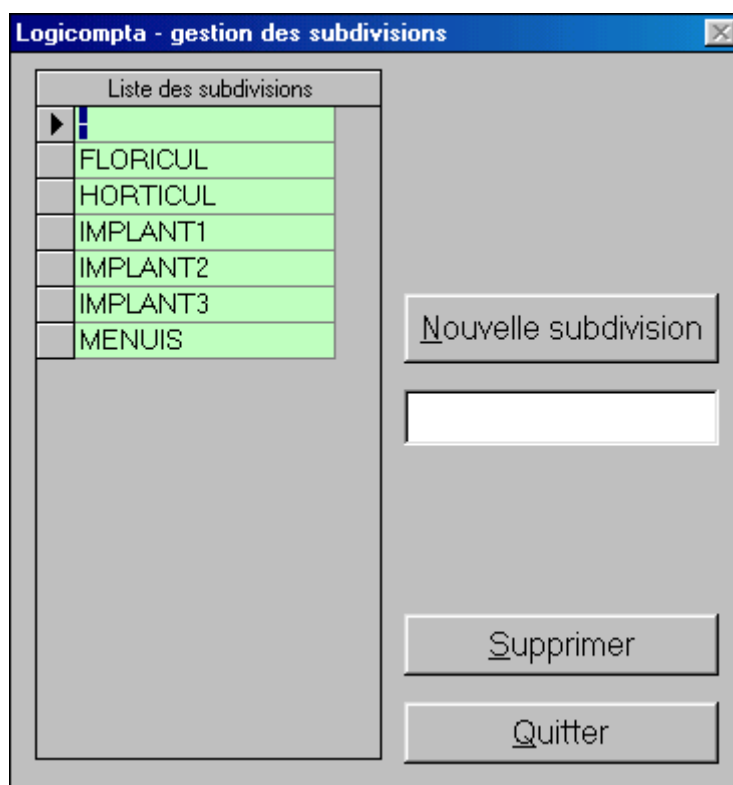 Logicompta - gestion des subdivisions
Liste des subdivisions
-
FLORICUL
HORTICUL
IMPLANT1
IMPLANT2
IMPLANT3
MENUIS
Nouvelle subdivision
Supprimer
Quitter